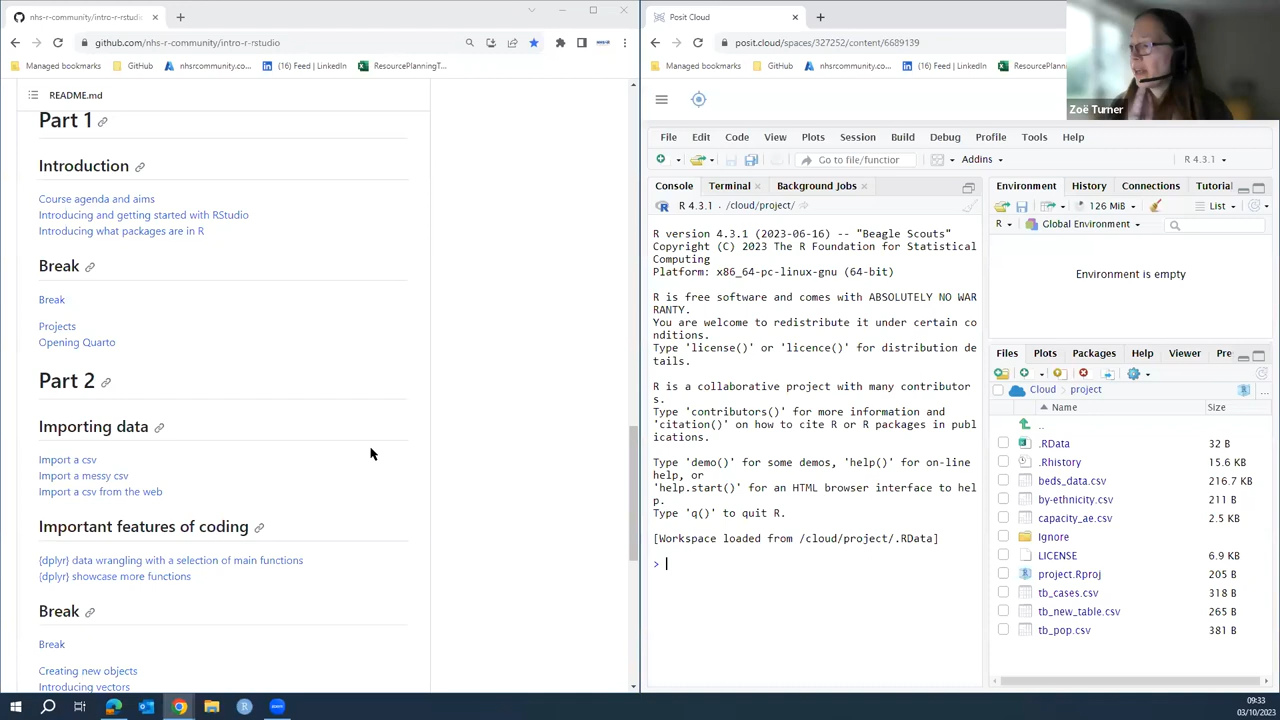 nhs-r-community/intro-r-rstudi
github.com/nhs-r-community/intro-r-rstudio
Managed bookmarks
GitHub
nhsrcommunity.co...
(16) Feed | LinkedIn
ResourcePlanningT...
README.md
Part 1
Introduction
Course agenda and aims
Introducing and getting started with RStudio
Introducing what packages are in R
Break
Break
Projects
Opening Quarto
Part 2
Importing data
Import a csv
Import a messy csv
Import a csv from the web
Important features of coding
{dplyr} data wrangling with a selection of main functions
{dplyr} showcase more functions
Break
Break
Creating new objects
Introducing vectors
Posit Cloud
posit.cloud/spaces/327252/content/6689139
Managed bookmarks
GitHub
nhsrcommunity.co...
(16) Feed | LinkedIn
ResourcePlann
Zoë Turner
File Edit Code View Plots Session Build Debug Profile Tools Help
Go to file/functior
Addins
R 4.3.1
Console
Terminal
Background Jobs
R 4.3.1 . /cloud/project/
R version 4.3.1 (2023-06-16) -- "Beagle Scouts"
Copyright (C) 2023 The R Foundation for Statistical
Computing
Platform: x86_64-pc-linux-gnu (64-bit)
R is free software and comes with ABSOLUTELY NO WAR
RANTY.
You are welcome to redistribute it under certain co
nditions.
Type 'license()' or 'licence()' for distribution de
tails.
R is a collaborative project with many contributor
s.
Type 'contributors()' for more information and
'citation()' on how to cite R or R packages in publ
ications.
Type 'demo()' for some demos, 'help()' for on-line
help, or
'help.start()' for an HTML browser interface to hel
p.
Type 'q()' to quit R.
[Workspace loaded from /cloud/project/.RData]
>
Environment History Connections Tutorial
126 MiB
List
R
Global Environment
Environment is empty
Files Plots Packages Help Viewer Pre
Cloud project
...
Name Size
..
.RData 32 B
.Rhistory 15.6 KB
beds_data.csv 216.7 KB
by-ethnicity.csv 211 B
capacity_ae.csv 2.5 KB
Ignore
LICENSE 6.9 KB
project.Rproj 205 B
tb_cases.csv 318 B
tb_new_table.csv 265 B
tb_pop.csv 381 B
09:33
03/10/2023